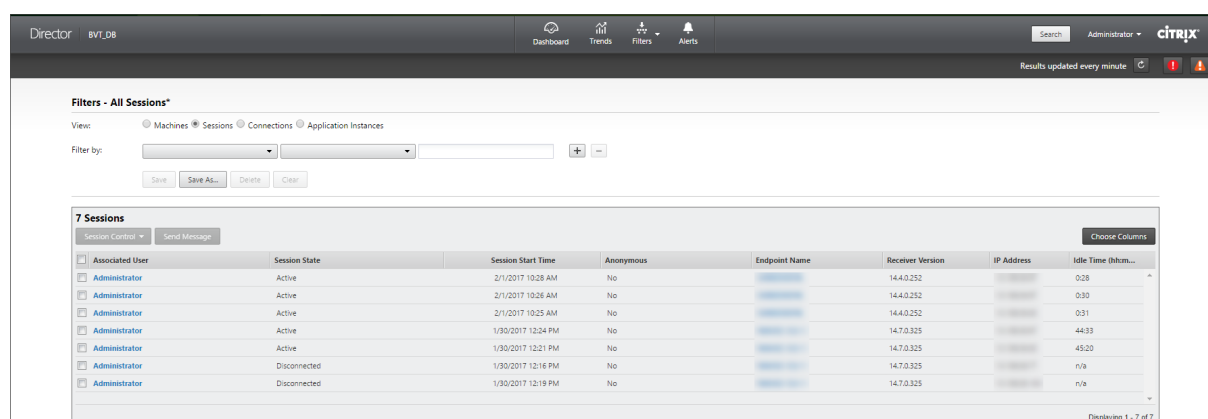 Director BVT_DB Dashboard Trends Filters Alerts Search Administrator CİTRIX
Results updated every minute
Filters - All Sessions*
View: Machines Sessions Connections Application Instances
Filter by: + −
Save Save As... Delete Clear
7 Sessions
Session Control Send Message Choose Columns
Associated User Session State Session Start Time Anonymous Endpoint Name Receiver Version IP Address Idle Time (hh:m...
Administrator Active 2/1/2017 10:28 AM No 14.4.0.252 0:28
Administrator Active 2/1/2017 10:26 AM No 14.4.0.252 0:30
Administrator Active 2/1/2017 10:25 AM No 14.4.0.252 0:31
Administrator Active 1/30/2017 12:24 PM No 14.7.0.325 44:33
Administrator Active 1/30/2017 12:21 PM No 14.7.0.325 45:20
Administrator Disconnected 1/30/2017 12:16 PM No 14.7.0.325 n/a
Administrator Disconnected 1/30/2017 12:19 PM No 14.7.0.325 n/a
Displaying 1 - 7 of 7